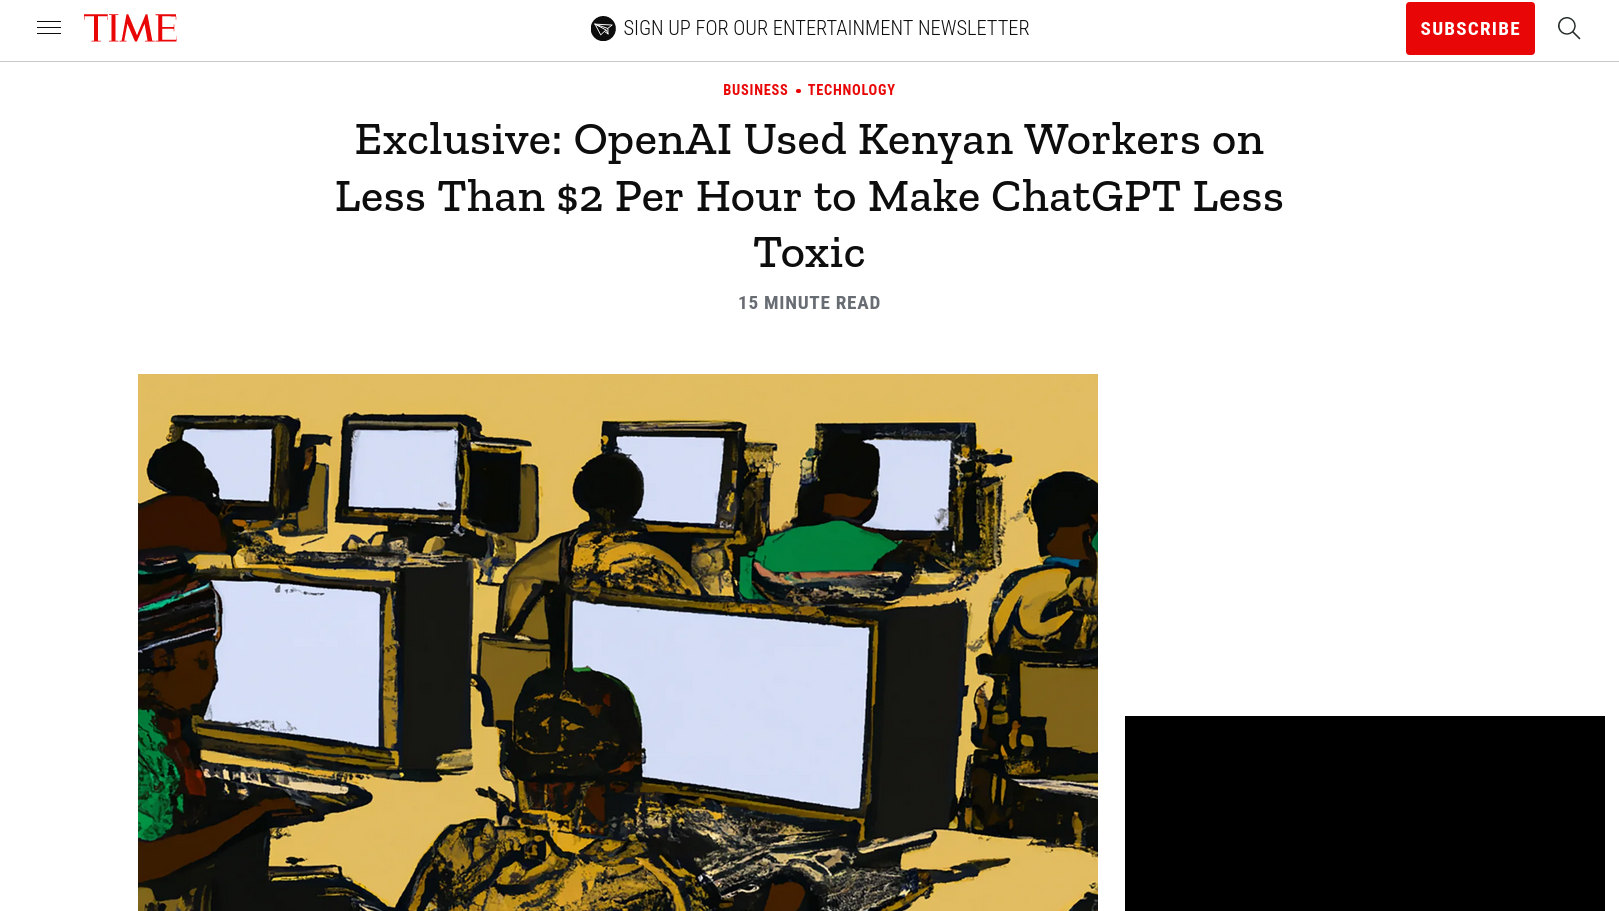 TIME
SIGN UP FOR OUR ENTERTAINMENT NEWSLETTER
SUBSCRIBE
BUSINESS • TECHNOLOGY
Exclusive: OpenAI Used Kenyan Workers on
Less Than $2 Per Hour to Make ChatGPT Less
Toxic
15 MINUTE READ